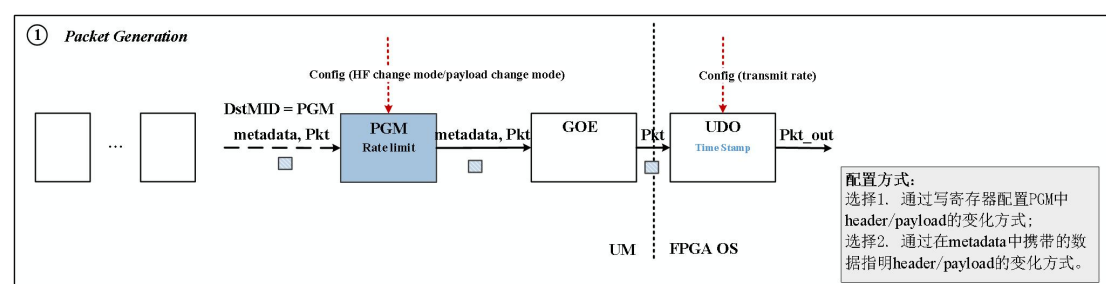 ① Packet Generation
Config (HF change mode/payload change mode)
Config (transmit rate)
DstMID = PGM
metadata, Pkt
...
PGM
Rate limit
metadata, Pkt
GOE
Pkt
UDO
Time Stamp
Pkt_out
UM
FPGA OS
配置方式：
选择1. 通过写寄存器配置PGM中
header/payload的变化方式;
选择2. 通过在metadata中携带的数
据指明header/payload的变化方式。